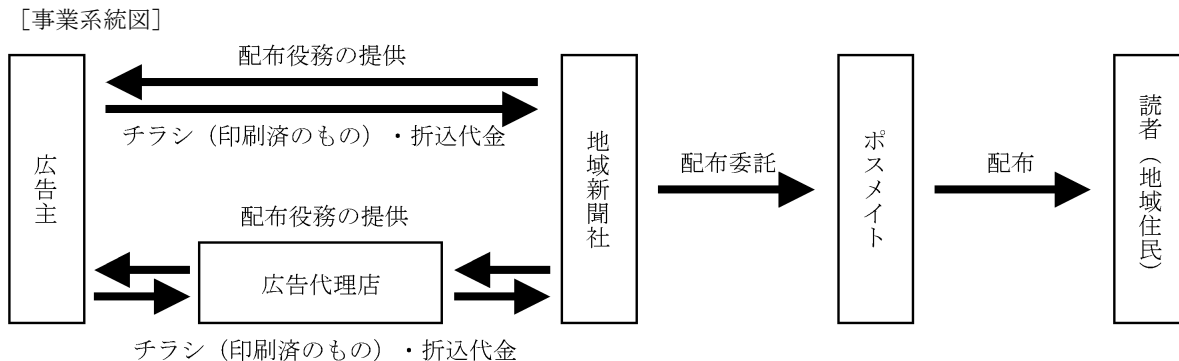 ［事業系統図］
配布役務の提供
チラシ（印刷済のもの）・折込代金
広告主
配布役務の提供
広告代理店
チラシ（印刷済のもの）・折込代金
地域新聞社
配布委託
ポスメイト
配布
読者（地域住民）